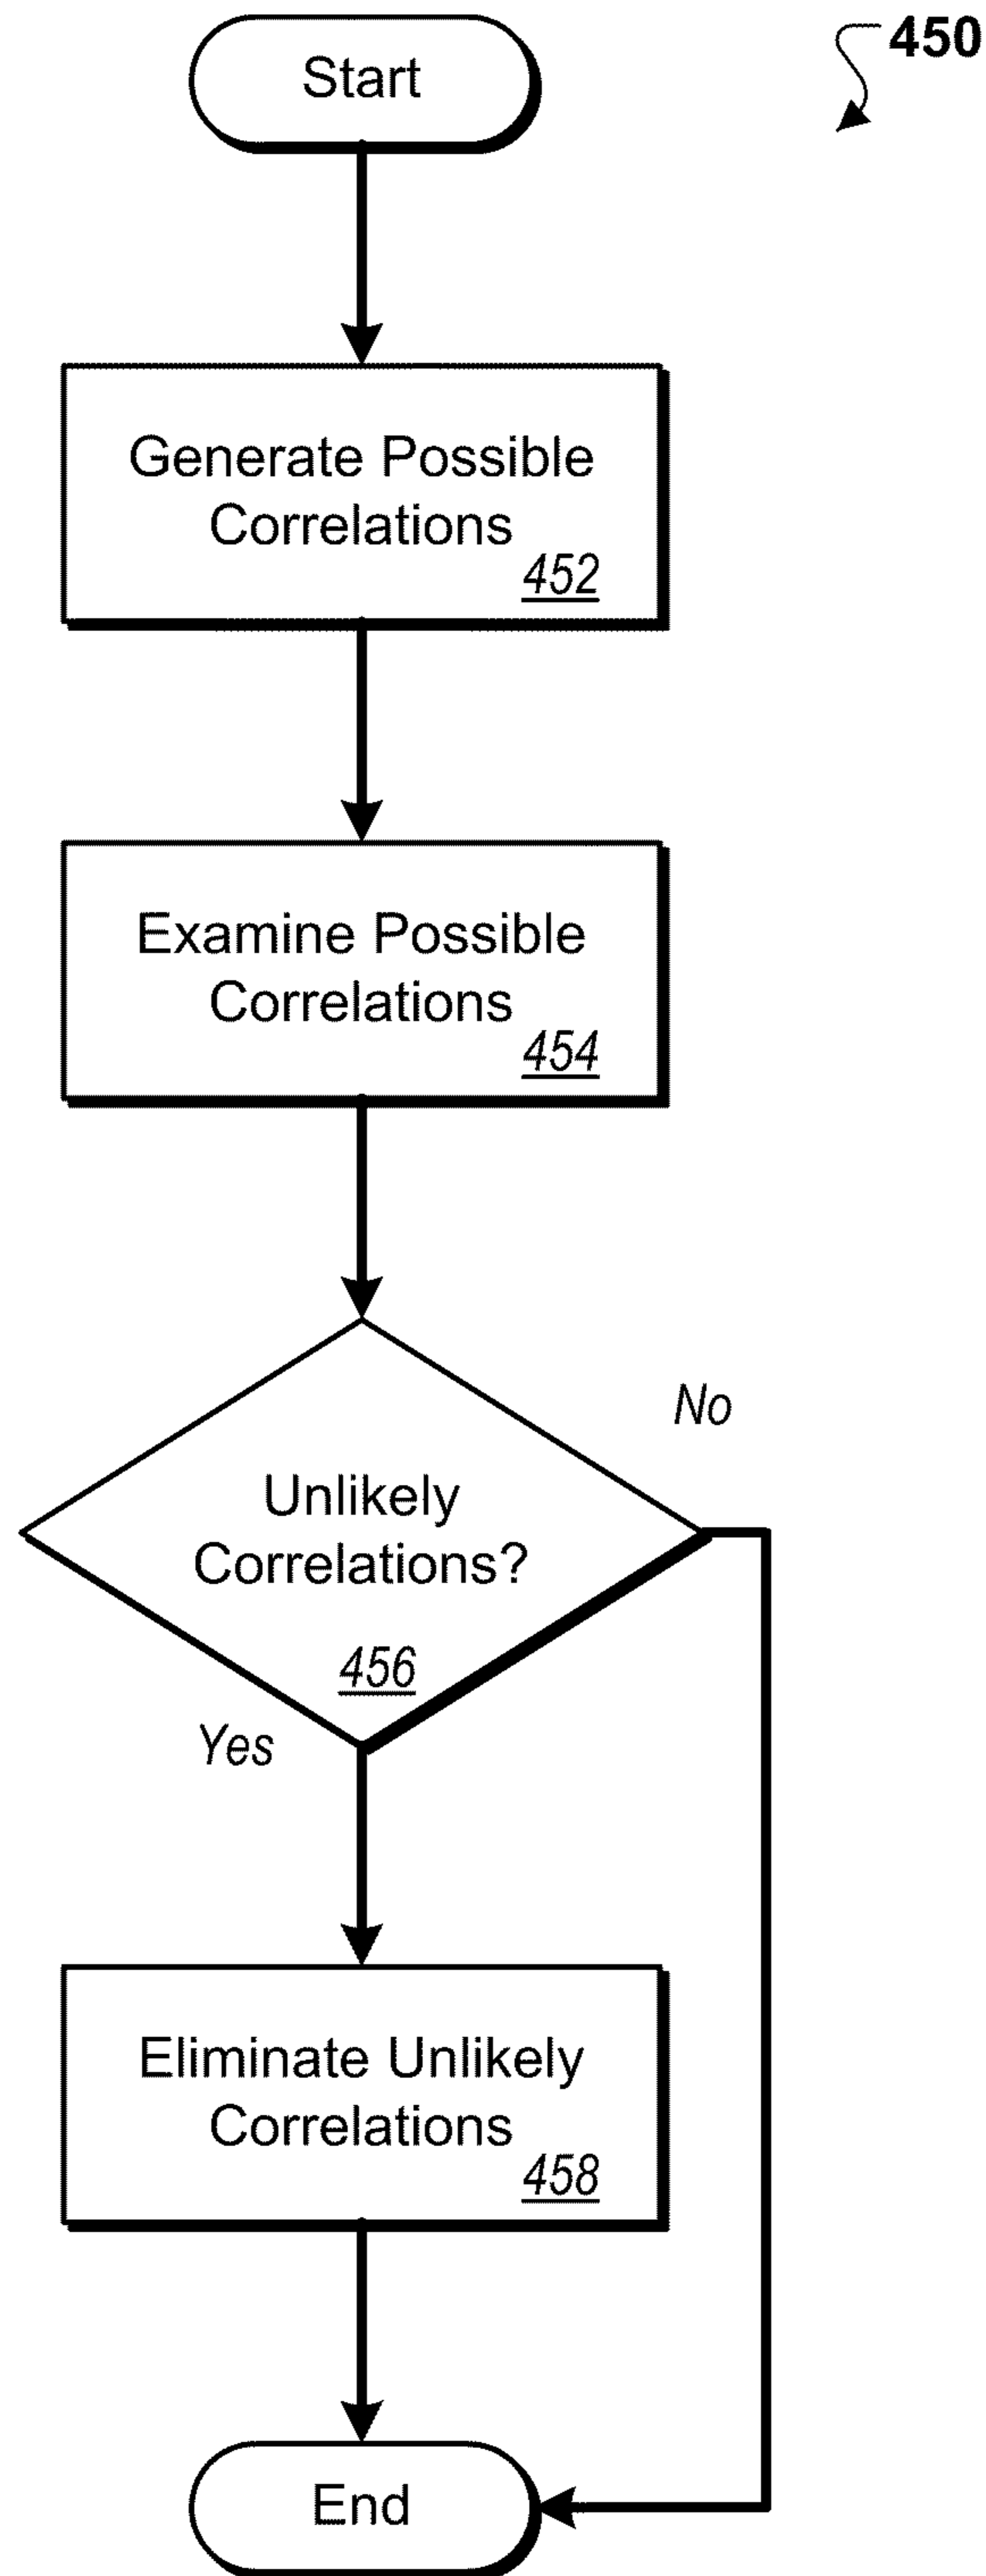 Start
450
Generate Possible
Correlations
452
Examine Possible
Correlations
454
No
Unlikely
Correlations?
456
Yes
Eliminate Unlikely
Correlations
458
End